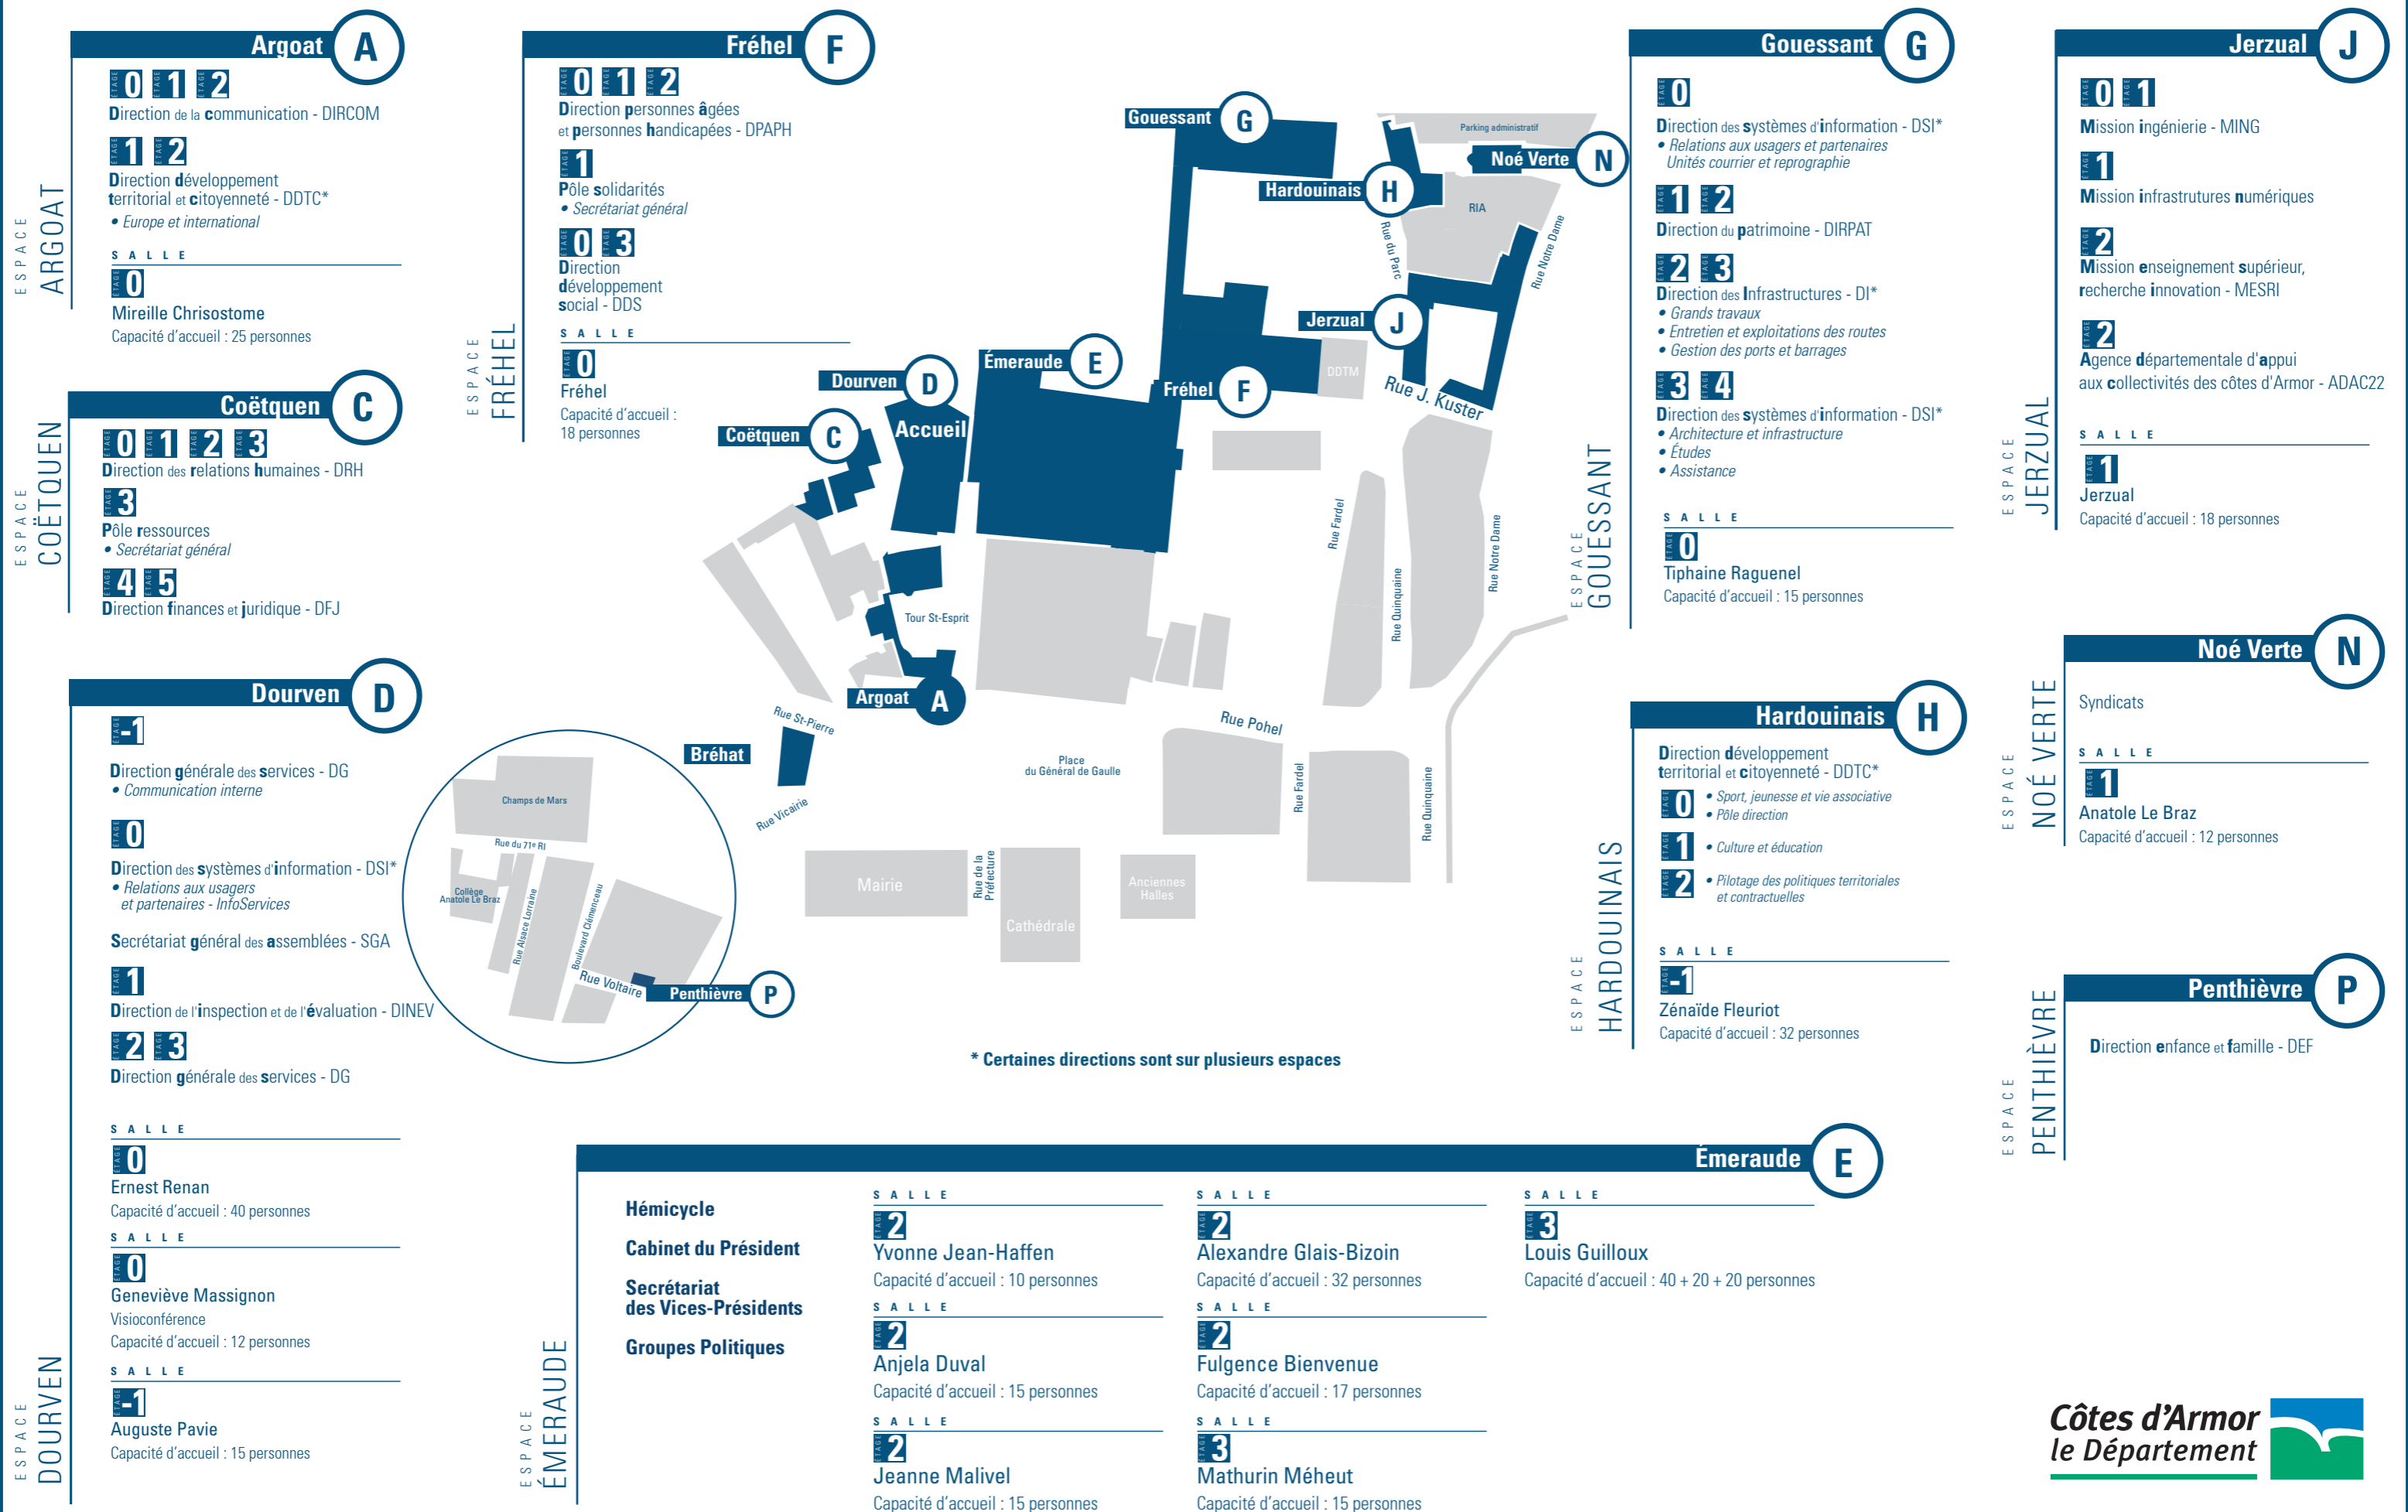 Argoat A
ÉTAGE 0 ÉTAGE 1 ÉTAGE 2
Direction de la communication - DIRCOM
ÉTAGE 1 ÉTAGE 2
Direction développement
territorial et citoyenneté - DDTC*
• Europe et international
SALLE
ÉTAGE 0
Mireille Chrisostome
Capacité d'accueil : 25 personnes
ESPACE
ARGOAT
Coëtquen C
ÉTAGE 0 ÉTAGE 1 ÉTAGE 2 ÉTAGE 3
Direction des relations humaines - DRH
ÉTAGE 3
Pôle ressources
• Secrétariat général
ÉTAGE 4 ÉTAGE 5
Direction finances et juridique - DFJ
ESPACE
COËTQUEN
Dourven D
ÉTAGE -1
Direction générale des services - DG
• Communication interne
ÉTAGE 0
Direction des systèmes d'information - DSI*
• Relations aux usagers
et partenaires - InfoServices
Secrétariat général des assemblées - SGA
ÉTAGE 1
Direction de l'inspection et de l'évaluation - DINEV
ÉTAGE 2 ÉTAGE 3
Direction générale des services - DG
SALLE
ÉTAGE 0
Ernest Renan
Capacité d'accueil : 40 personnes
SALLE
ÉTAGE 0
Geneviève Massignon
Visioconférence
Capacité d'accueil : 12 personnes
SALLE
ÉTAGE -1
Auguste Pavie
Capacité d'accueil : 15 personnes
ESPACE
DOURVEN
Fréhel F
ÉTAGE 0 ÉTAGE 1 ÉTAGE 2
Direction personnes âgées
et personnes handicapées - DPAPH
ÉTAGE 1
Pôle solidarités
• Secrétariat général
ÉTAGE 0 ÉTAGE 3
Direction
développement
social - DDS
SALLE
ÉTAGE 0
Fréhel
Capacité d'accueil :
18 personnes
ESPACE
FRÉHEL
Gouessant G
Parking administratif
Noé Verte N
Hardouinais H
RIA
Rue du Parc
Rue Notre Dame
Jerzual J
Émeraude E
DDTM
Dourven D
Fréhel F
Rue J. Kuster
Accueil
Coëtquen C
Rue Fardel
Rue Quinquaine
Rue Notre Dame
Tour St-Esprit
Argoat A
Rue St-Pierre
Bréhat
Rue Vicairie
Rue Pohel
Place
du Général de Gaulle
Rue Fardel
Rue Quinquaine
Mairie
Rue de la
Préfecture
Cathédrale
Anciennes
Halles
Champs de Mars
Rue du 71e RI
Collège
Anatole Le Braz
Rue Alsace Lorraine
Boulevard Clémenceau
Rue Voltaire
Penthièvre P
* Certaines directions sont sur plusieurs espaces
Gouessant G
ÉTAGE 0
Direction des systèmes d'information - DSI*
• Relations aux usagers et partenaires
Unités courrier et reprographie
ÉTAGE 1 ÉTAGE 2
Direction du patrimoine - DIRPAT
ÉTAGE 2 ÉTAGE 3
Direction des Infrastructures - DI*
• Grands travaux
• Entretien et exploitations des routes
• Gestion des ports et barrages
ÉTAGE 3 ÉTAGE 4
Direction des systèmes d'information - DSI*
• Architecture et infrastructure
• Études
• Assistance
SALLE
ÉTAGE 0
Tiphaine Raguenel
Capacité d'accueil : 15 personnes
ESPACE
GOUESSANT
Hardouinais H
Direction développement
territorial et citoyenneté - DDTC*
ÉTAGE 0 • Sport, jeunesse et vie associative
• Pôle direction
ÉTAGE 1 • Culture et éducation
ÉTAGE 2 • Pilotage des politiques territoriales
et contractuelles
SALLE
ÉTAGE -1
Zénaïde Fleuriot
Capacité d'accueil : 32 personnes
ESPACE
HARDOUINAIS
Jerzual J
ÉTAGE 0 ÉTAGE 1
Mission ingénierie - MING
ÉTAGE 1
Mission infrastrutures numériques
ÉTAGE 2
Mission enseignement supérieur,
recherche innovation - MESRI
ÉTAGE 2
Agence départementale d'appui
aux collectivités des côtes d'Armor - ADAC22
SALLE
ÉTAGE 1
Jerzual
Capacité d'accueil : 18 personnes
ESPACE
JERZUAL
Noé Verte N
Syndicats
SALLE
ÉTAGE 1
Anatole Le Braz
Capacité d'accueil : 12 personnes
ESPACE
NOÉ VERTE
Penthièvre P
Direction enfance et famille - DEF
ESPACE
PENTHIÈVRE
Émeraude E
Hémicycle
Cabinet du Président
Secrétariat
des Vices-Présidents
Groupes Politiques
SALLE
ÉTAGE 2
Yvonne Jean-Haffen
Capacité d'accueil : 10 personnes
SALLE
ÉTAGE 2
Anjela Duval
Capacité d'accueil : 15 personnes
SALLE
ÉTAGE 2
Jeanne Malivel
Capacité d'accueil : 15 personnes
SALLE
ÉTAGE 2
Alexandre Glais-Bizoin
Capacité d'accueil : 32 personnes
SALLE
ÉTAGE 2
Fulgence Bienvenue
Capacité d'accueil : 17 personnes
SALLE
ÉTAGE 3
Mathurin Méheut
Capacité d'accueil : 15 personnes
SALLE
ÉTAGE 3
Louis Guilloux
Capacité d'accueil : 40 + 20 + 20 personnes
ESPACE
ÉMERAUDE
Côtes d'Armor
le Département